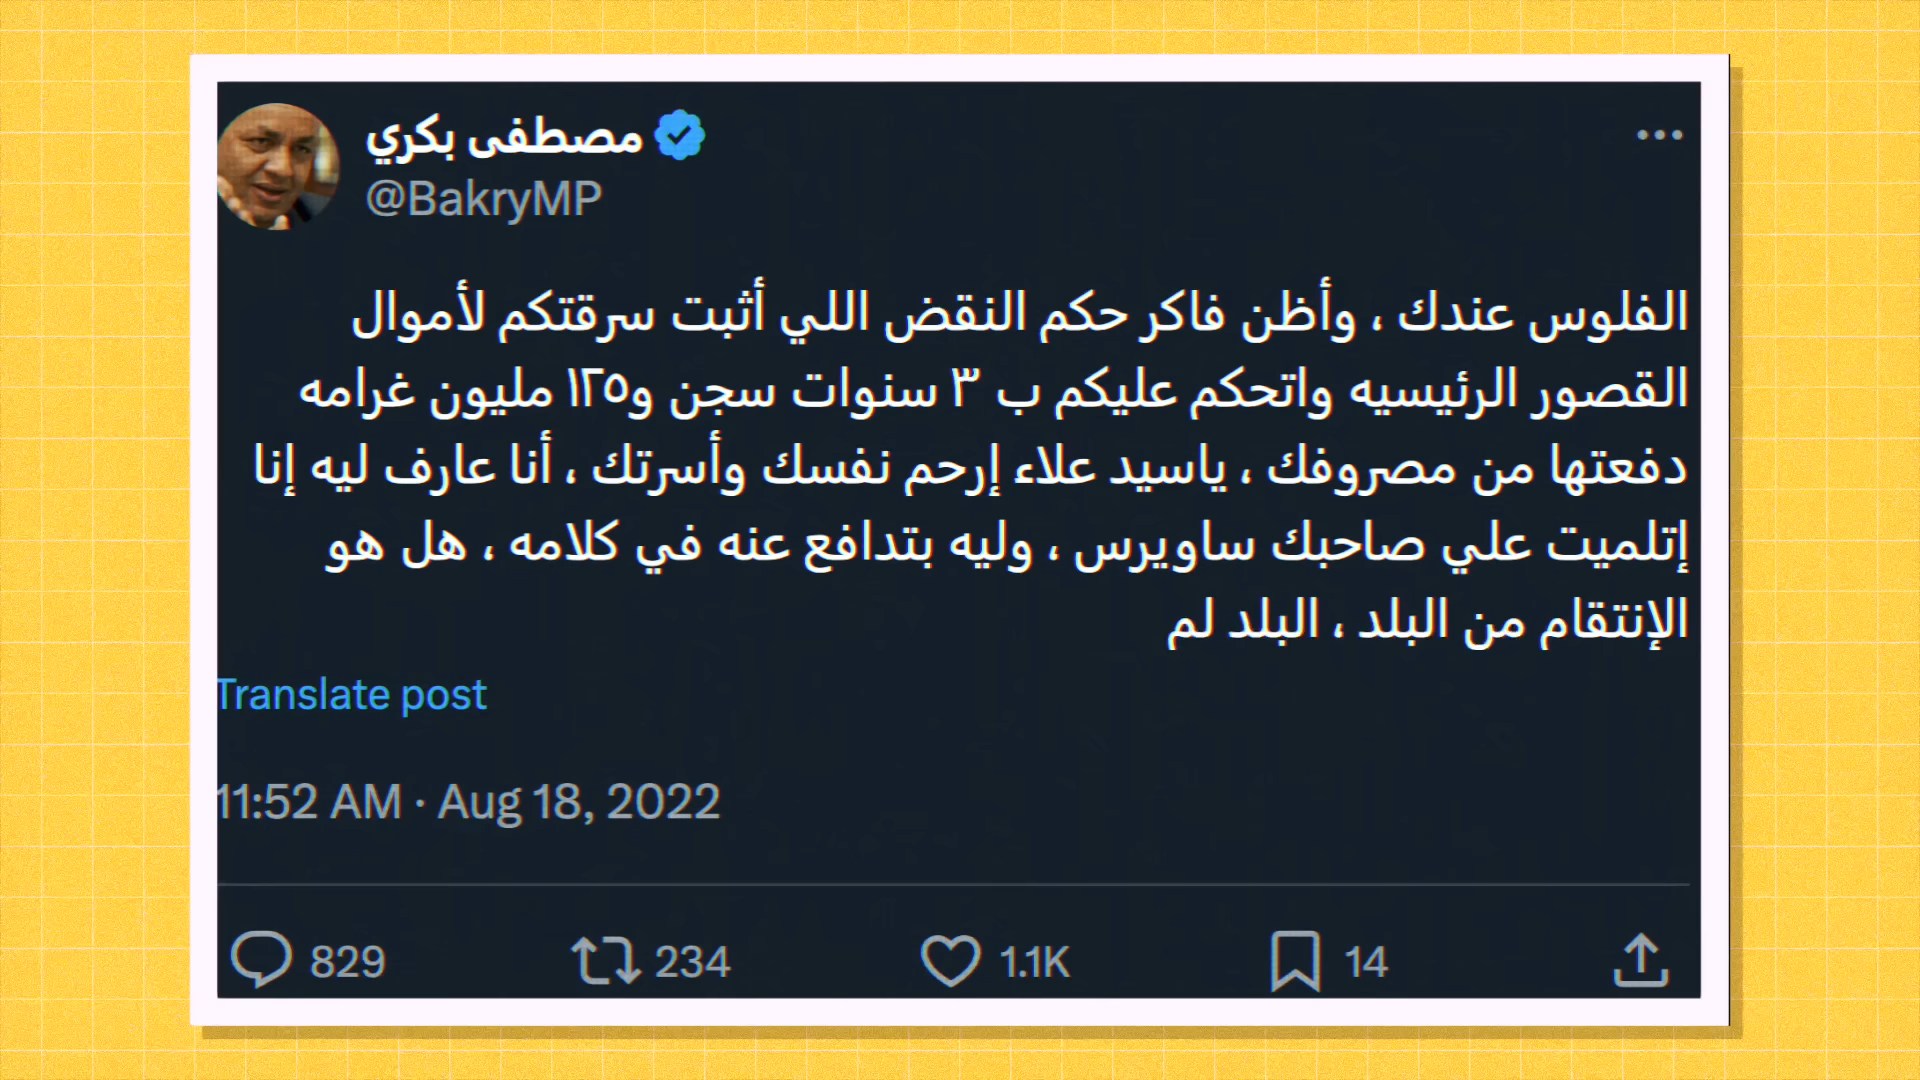 مصطفى بكري
@BakryMP
الفلوس عندك ، وأظن فاكر حكم النقض اللي أثبت سرقتكم لأموال
القصور الرئيسيه واتحكم عليكم ب ٣ سنوات سجن و١٢٥ مليون غرامه
دفعتها من مصروفك ، ياسيد علاء إرحم نفسك وأسرتك ، أنا عارف ليه إنا
إتلميت علي صاحبك ساويرس ، وليه بتدافع عنه في كلامه ، هل هو
الإنتقام من البلد ، البلد لم
Translate post
11:52 AM · Aug 18, 2022
829 234 1.1K 14